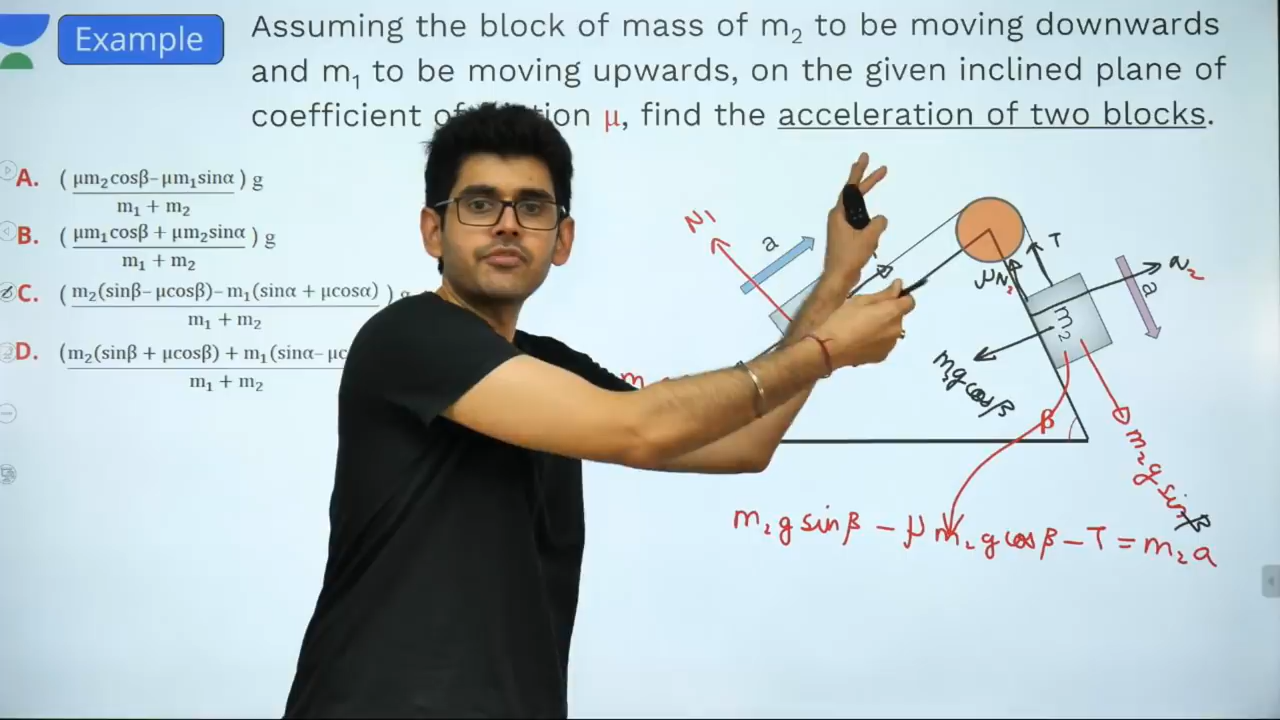 Example
Assuming the block of mass of m₂ to be moving downwards
and m₁ to be moving upwards, on the given inclined plane of
coefficient of μ, find the acceleration of two blocks.
A. ( μm₂cosβ−μm₁sinα ) g
m₁ + m₂
B. ( μm₁cosβ + μm₂sinα ) g
m₁ + m₂
C. ( m₂(sinβ−μcosβ)−m₁(sinα + μcosα) )
m₁ + m₂
D. (m₂(sinβ + μcosβ) + m₁(sinα−
m₁ + m₂
N₁
a
T
μN₂
N₂
a
m₂
m₂g cosβ
β
m₂g sinβ
m
m₂g sinβ − μ m₂g cosβ − T = m₂a